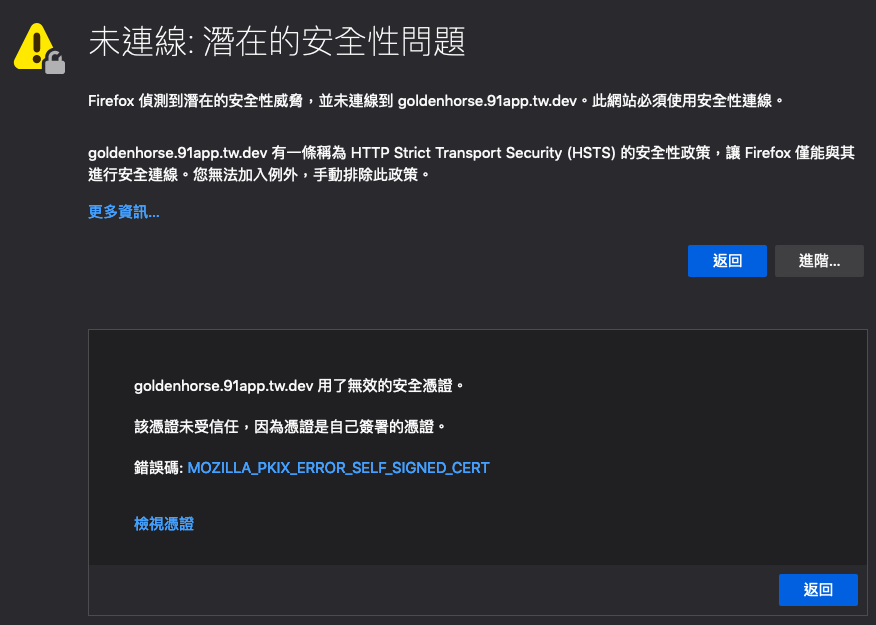 未連線: 潛在的安全性問題
Firefox 偵測到潛在的安全性威脅，並未連線到 goldenhorse.91app.tw.dev。此網站必須使用安全性連線。
goldenhorse.91app.tw.dev 有一條稱為 HTTP Strict Transport Security (HSTS) 的安全性政策，讓 Firefox 僅能與其
進行安全連線。您無法加入例外，手動排除此政策。
更多資訊...
返回
進階...
goldenhorse.91app.tw.dev 用了無效的安全憑證。
該憑證未受信任，因為憑證是自己簽署的憑證。
錯誤碼: MOZILLA_PKIX_ERROR_SELF_SIGNED_CERT
檢視憑證
返回